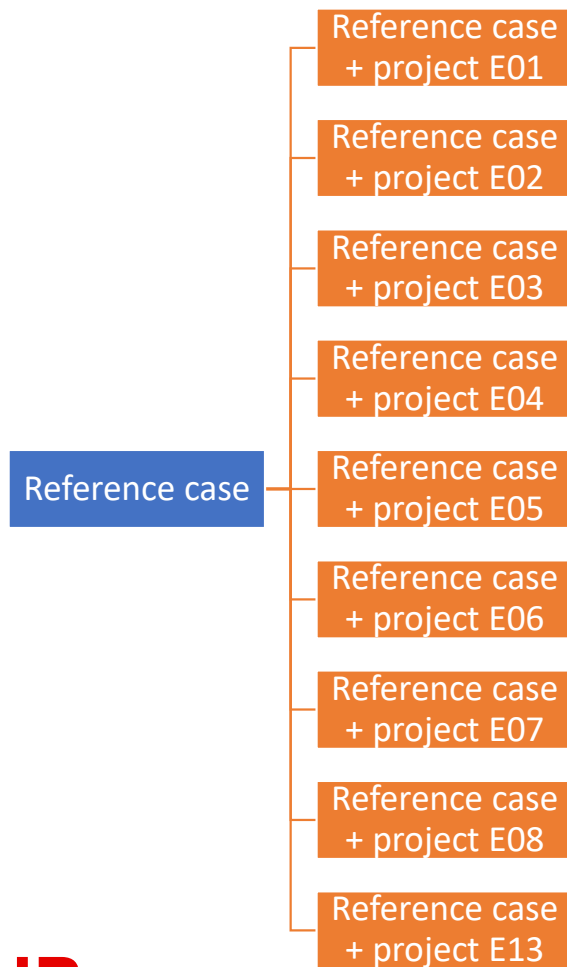 Reference case
+ project E01
Reference case
+ project E02
Reference case
+ project E03
Reference case
+ project E04
Reference case
Reference case
+ project E05
Reference case
+ project E06
Reference case
+ project E07
Reference case
+ project E08
Reference case
+ project E13